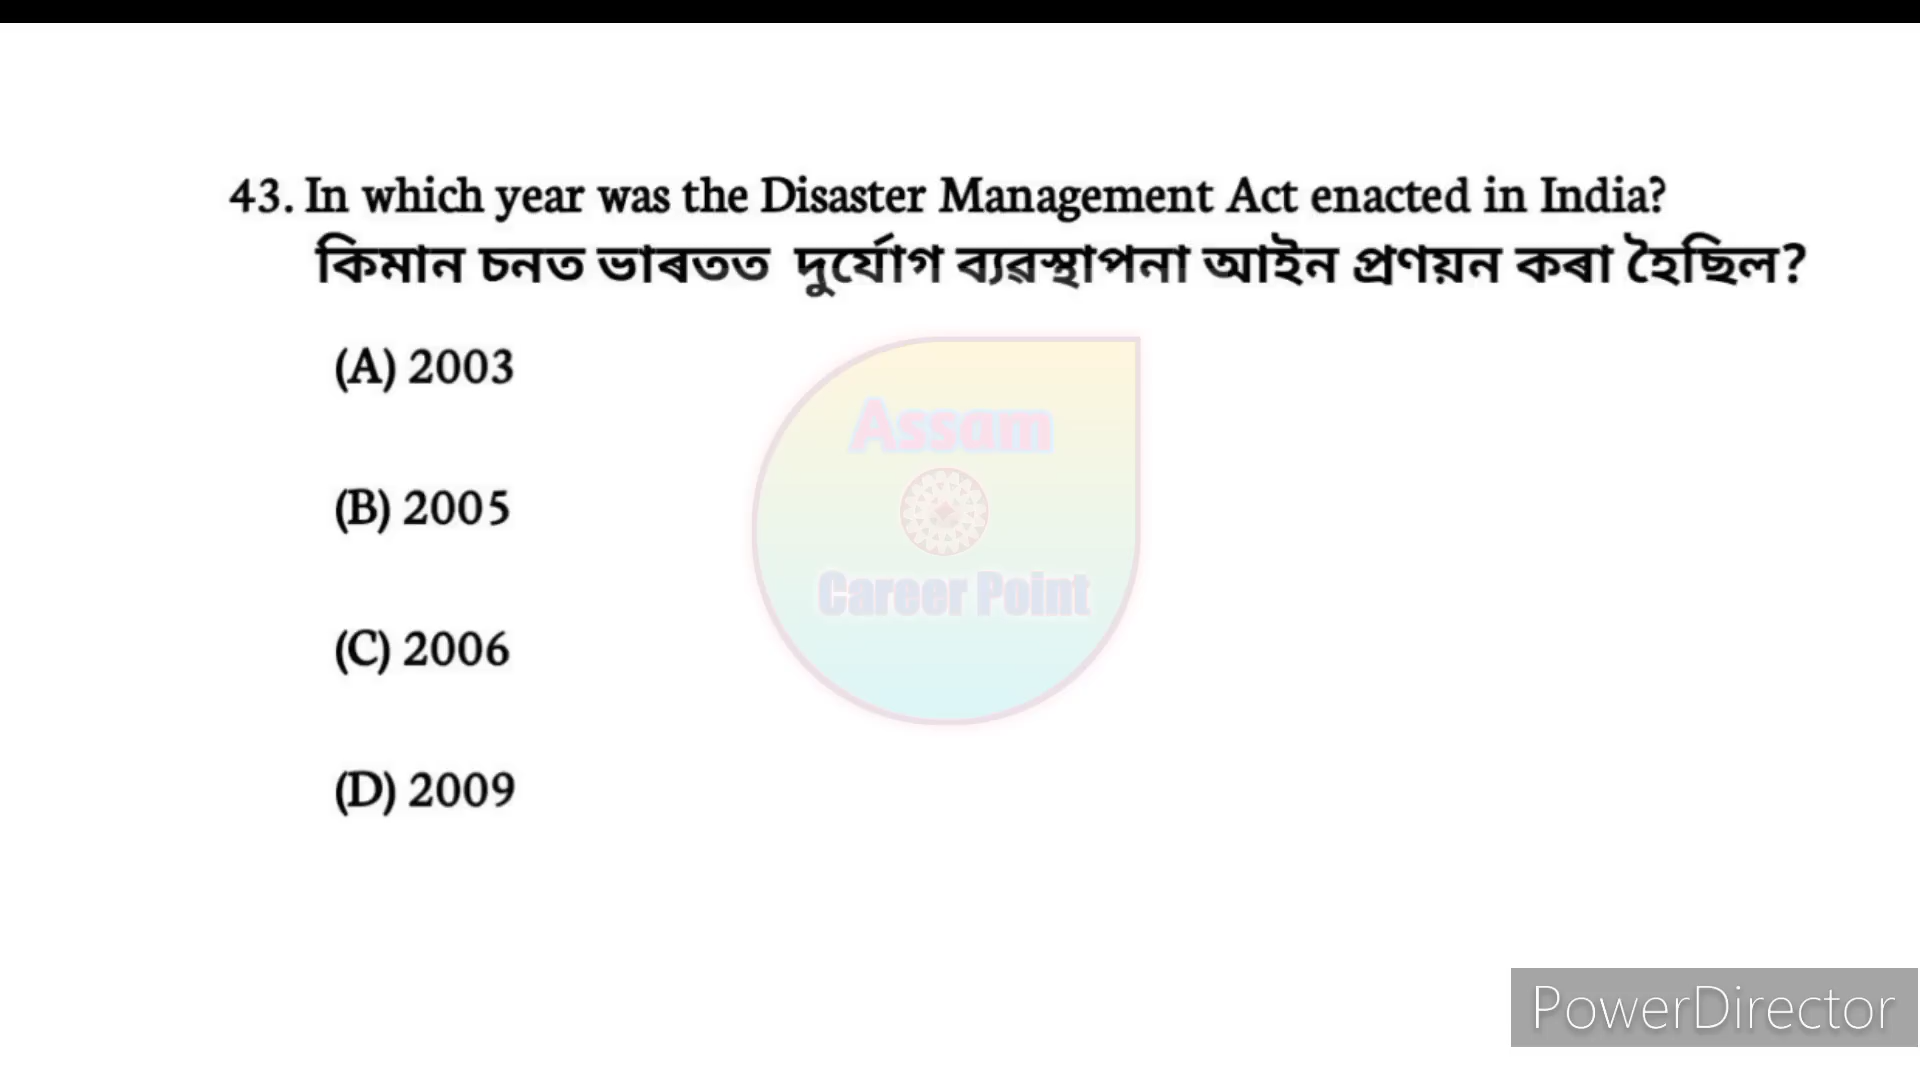 43. In which year was the Disaster Management Act enacted in India?
কিমান চনত ভাৰতত দুৰ্যোগ ব্যৱস্থাপনা আইন প্ৰণয়ন কৰা হৈছিল?
(A) 2003
Assam
(B) 2005
Career Point
(C) 2006
(D) 2009
PowerDirector